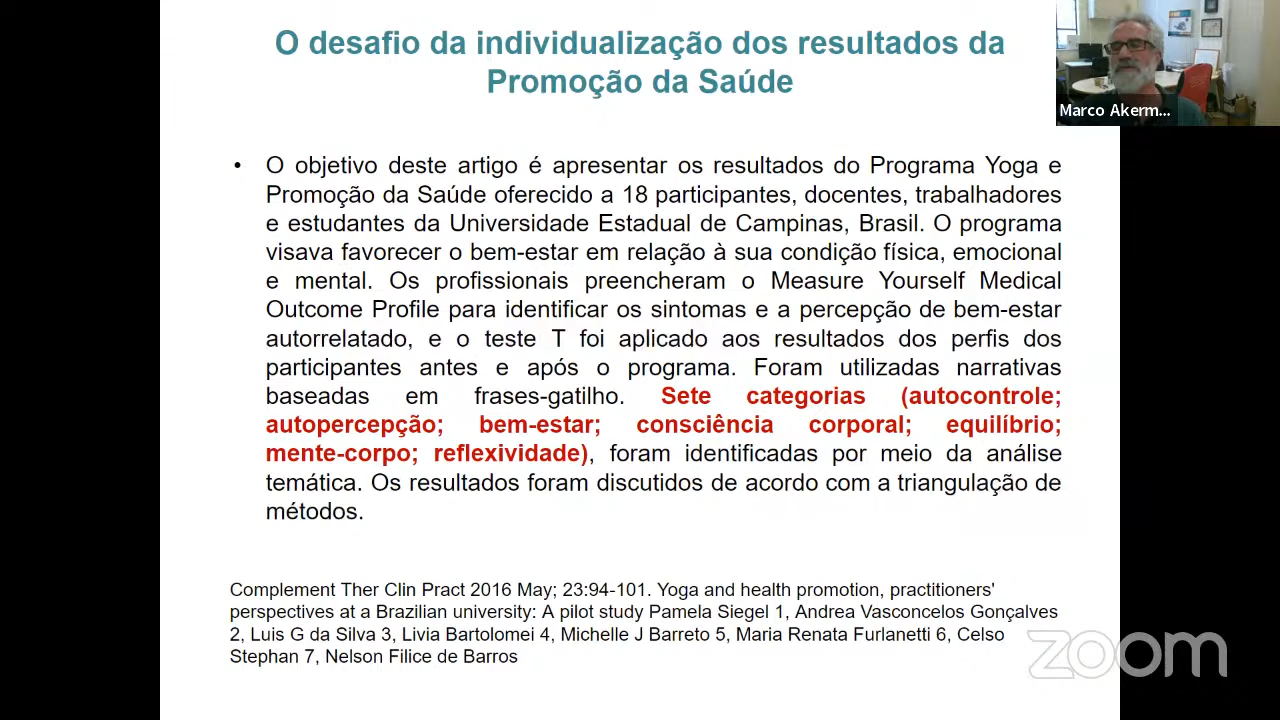 O desafio da individualização dos resultados da
Promoção da Saúde
Marco Akerm...
• O objetivo deste artigo é apresentar os resultados do Programa Yoga e
Promoção da Saúde oferecido a 18 participantes, docentes, trabalhadores
e estudantes da Universidade Estadual de Campinas, Brasil. O programa
visava favorecer o bem-estar em relação à sua condição física, emocional
e mental. Os profissionais preencheram o Measure Yourself Medical
Outcome Profile para identificar os sintomas e a percepção de bem-estar
autorrelatado, e o teste T foi aplicado aos resultados dos perfis dos
participantes antes e após o programa. Foram utilizadas narrativas
baseadas em frases-gatilho. Sete categorias (autocontrole;
autopercepção; bem-estar; consciência corporal; equilíbrio;
mente-corpo; reflexividade), foram identificadas por meio da análise
temática. Os resultados foram discutidos de acordo com a triangulação de
métodos.
Complement Ther Clin Pract 2016 May; 23:94-101. Yoga and health promotion, practitioners'
perspectives at a Brazilian university: A pilot study Pamela Siegel 1, Andrea Vasconcelos Gonçalves
2, Luis G da Silva 3, Livia Bartolomei 4, Michelle J Barreto 5, Maria Renata Furlanetti 6, Celso
Stephan 7, Nelson Filice de Barros
zoom